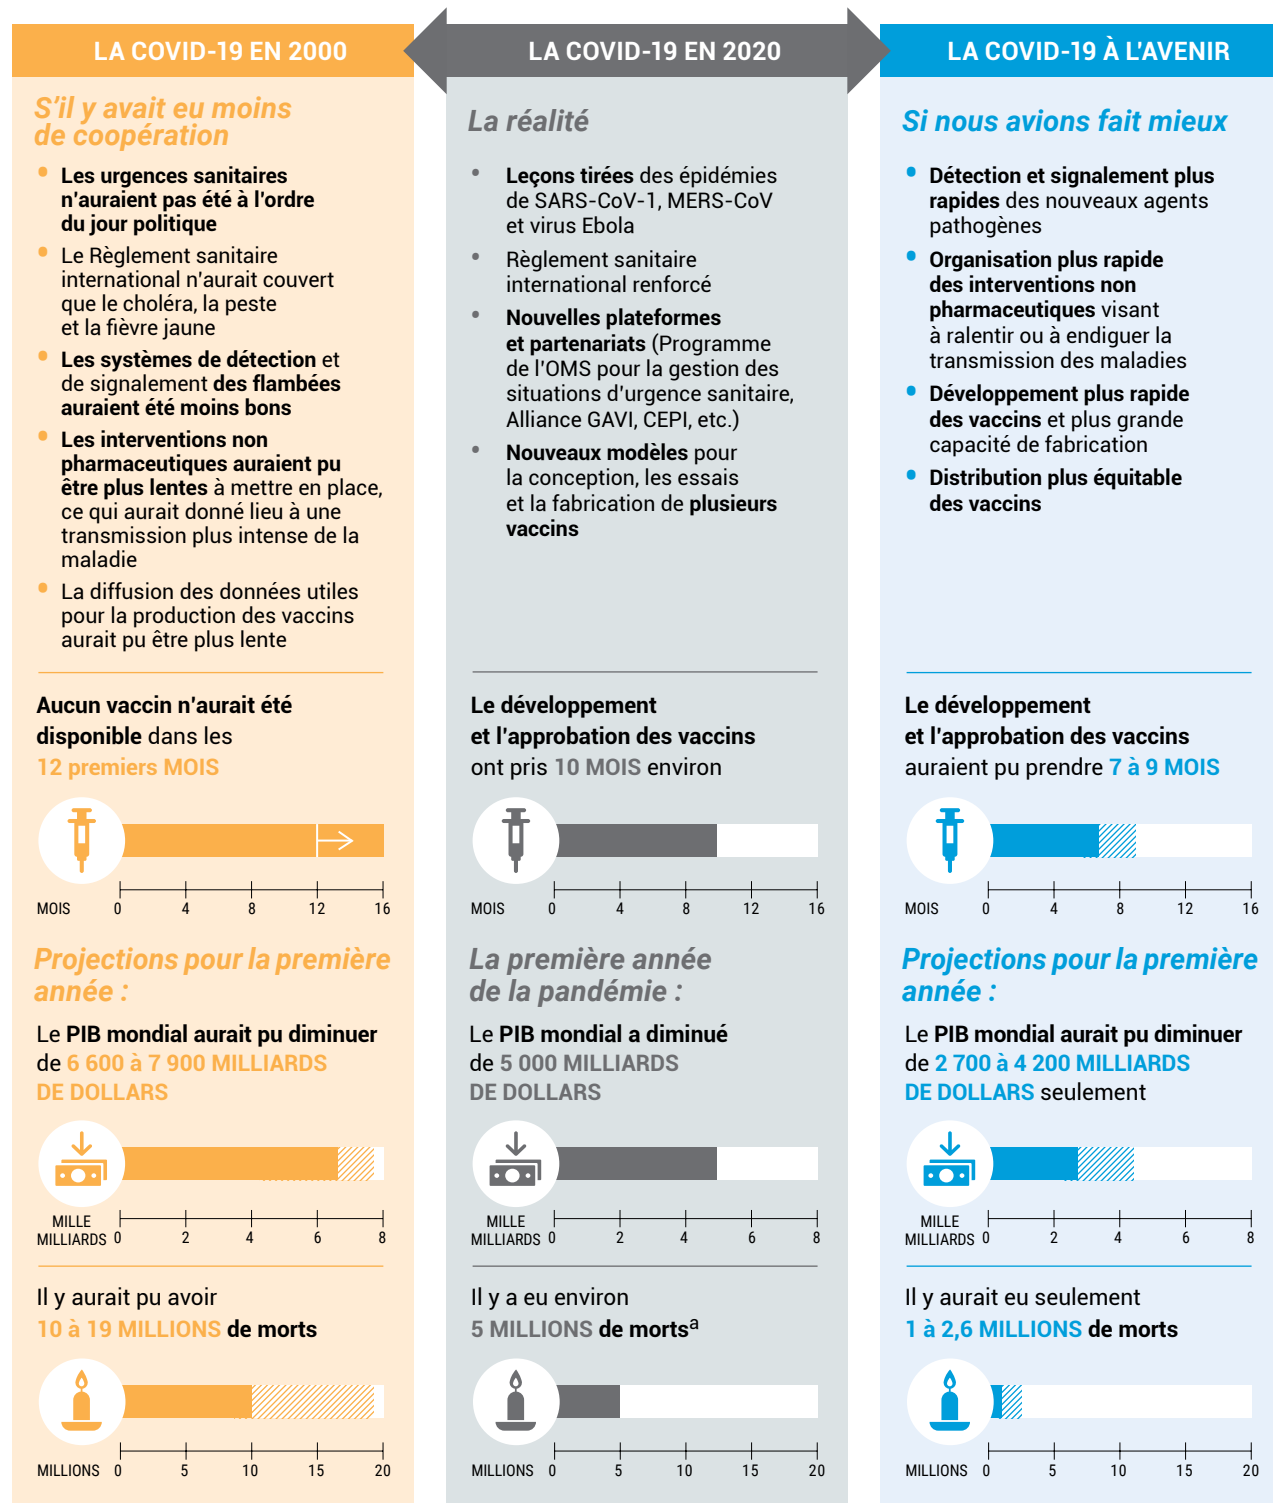 LA COVID-19 EN 2000
S'il y avait eu moins
de coopération
• Les urgences sanitaires
n'auraient pas été à l'ordre
du jour politique
• Le Règlement sanitaire
international n'aurait couvert
que le choléra, la peste
et la fièvre jaune
• Les systèmes de détection et
de signalement des flambées
auraient été moins bons
• Les interventions non
pharmaceutiques auraient pu
être plus lentes à mettre en place,
ce qui aurait donné lieu à une
transmission plus intense de la
maladie
• La diffusion des données utiles
pour la production des vaccins
aurait pu être plus lente
Aucun vaccin n'aurait été
disponible dans les
12 premiers MOIS
MOIS 0 4 8 12 16
Projections pour la première
année :
Le PIB mondial aurait pu diminuer
de 6 600 à 7 900 MILLIARDS
DE DOLLARS
MILLE
MILLIARDS 0 2 4 6 8
Il y aurait pu avoir
10 à 19 MILLIONS de morts
MILLIONS 0 5 10 15 20
LA COVID-19 EN 2020
La réalité
• Leçons tirées des épidémies
de SARS-CoV-1, MERS-CoV
et virus Ebola
• Règlement sanitaire
international renforcé
• Nouvelles plateformes
et partenariats (Programme
de l'OMS pour la gestion des
situations d'urgence sanitaire,
Alliance GAVI, CEPI, etc.)
• Nouveaux modèles pour
la conception, les essais
et la fabrication de plusieurs
vaccins
Le développement
et l'approbation des vaccins
ont pris 10 MOIS environ
MOIS 0 4 8 12 16
La première année
de la pandémie :
Le PIB mondial a diminué
de 5 000 MILLIARDS
DE DOLLARS
MILLE
MILLIARDS 0 2 4 6 8
Il y a eu environ
5 MILLIONS de mortsᵃ
MILLIONS 0 5 10 15 20
LA COVID-19 À L'AVENIR
Si nous avions fait mieux
• Détection et signalement plus
rapides des nouveaux agents
pathogènes
• Organisation plus rapide
des interventions non
pharmaceutiques visant
à ralentir ou à endiguer la
transmission des maladies
• Développement plus rapide
des vaccins et plus grande
capacité de fabrication
• Distribution plus équitable
des vaccins
Le développement
et l'approbation des vaccins
auraient pu prendre 7 à 9 MOIS
MOIS 0 4 8 12 16
Projections pour la première
année :
Le PIB mondial aurait pu diminuer
de 2 700 à 4 200 MILLIARDS
DE DOLLARS seulement
MILLE
MILLIARDS 0 2 4 6 8
Il y aurait eu seulement
1 à 2,6 MILLIONS de morts
MILLIONS 0 5 10 15 20